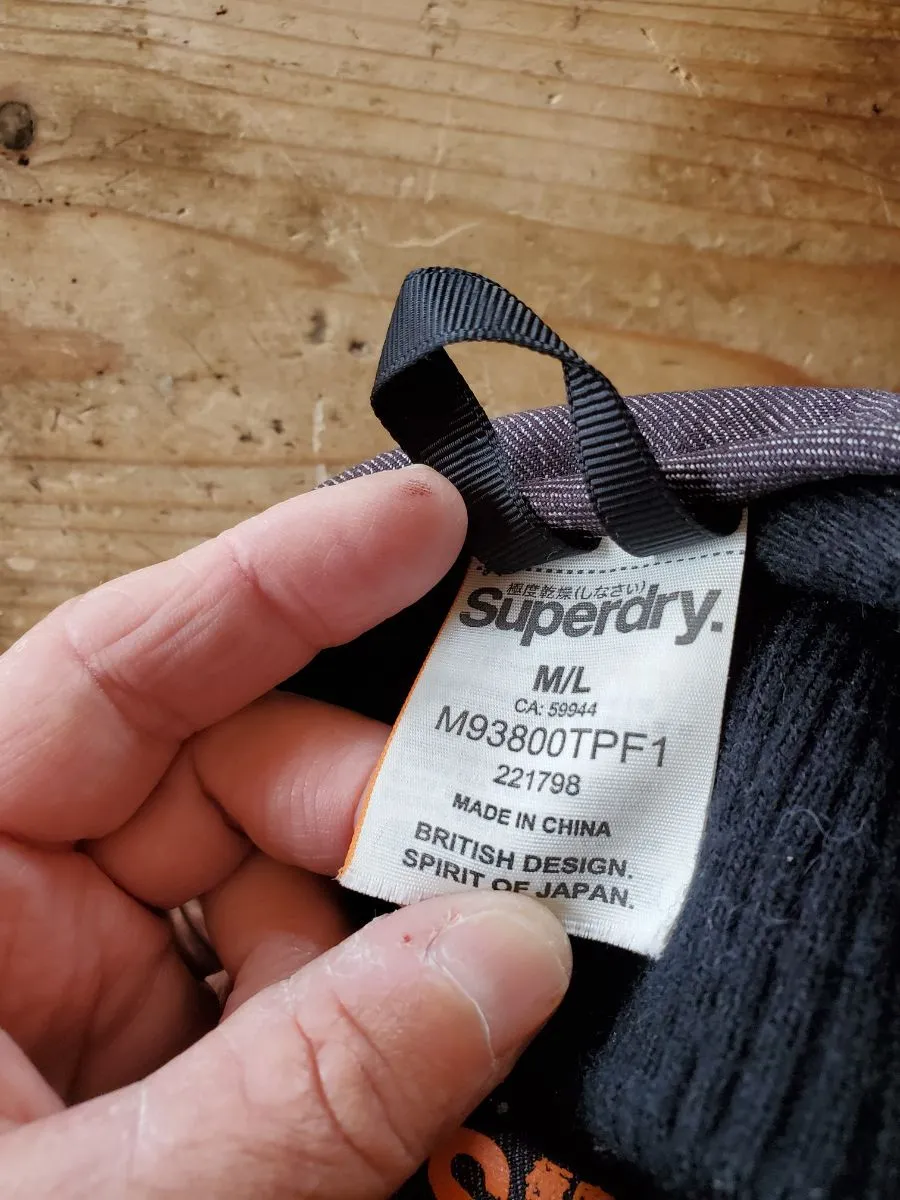 極度乾燥(しなさい)
Superdry.
M/L
CA: 59944
M93800TPF1
221798
MADE IN CHINA
BRITISH DESIGN.
SPIRIT OF JAPAN.